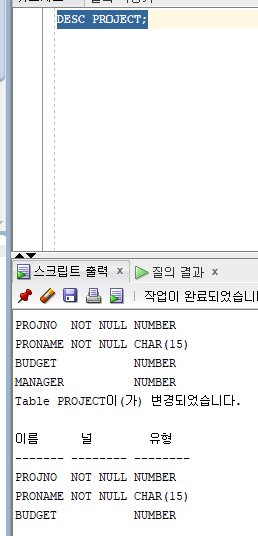 DESC PROJECT;
스크립트 출력 x
질의 결과 x
작업이 완료되었습니
PROJNO NOT NULL NUMBER
PRONAME NOT NULL CHAR(15)
BUDGET NUMBER
MANAGER NUMBER
Table PROJECT이(가) 변경되었습니다.
이름 널 유형
------- -------- --------
PROJNO NOT NULL NUMBER
PRONAME NOT NULL CHAR(15)
BUDGET NUMBER